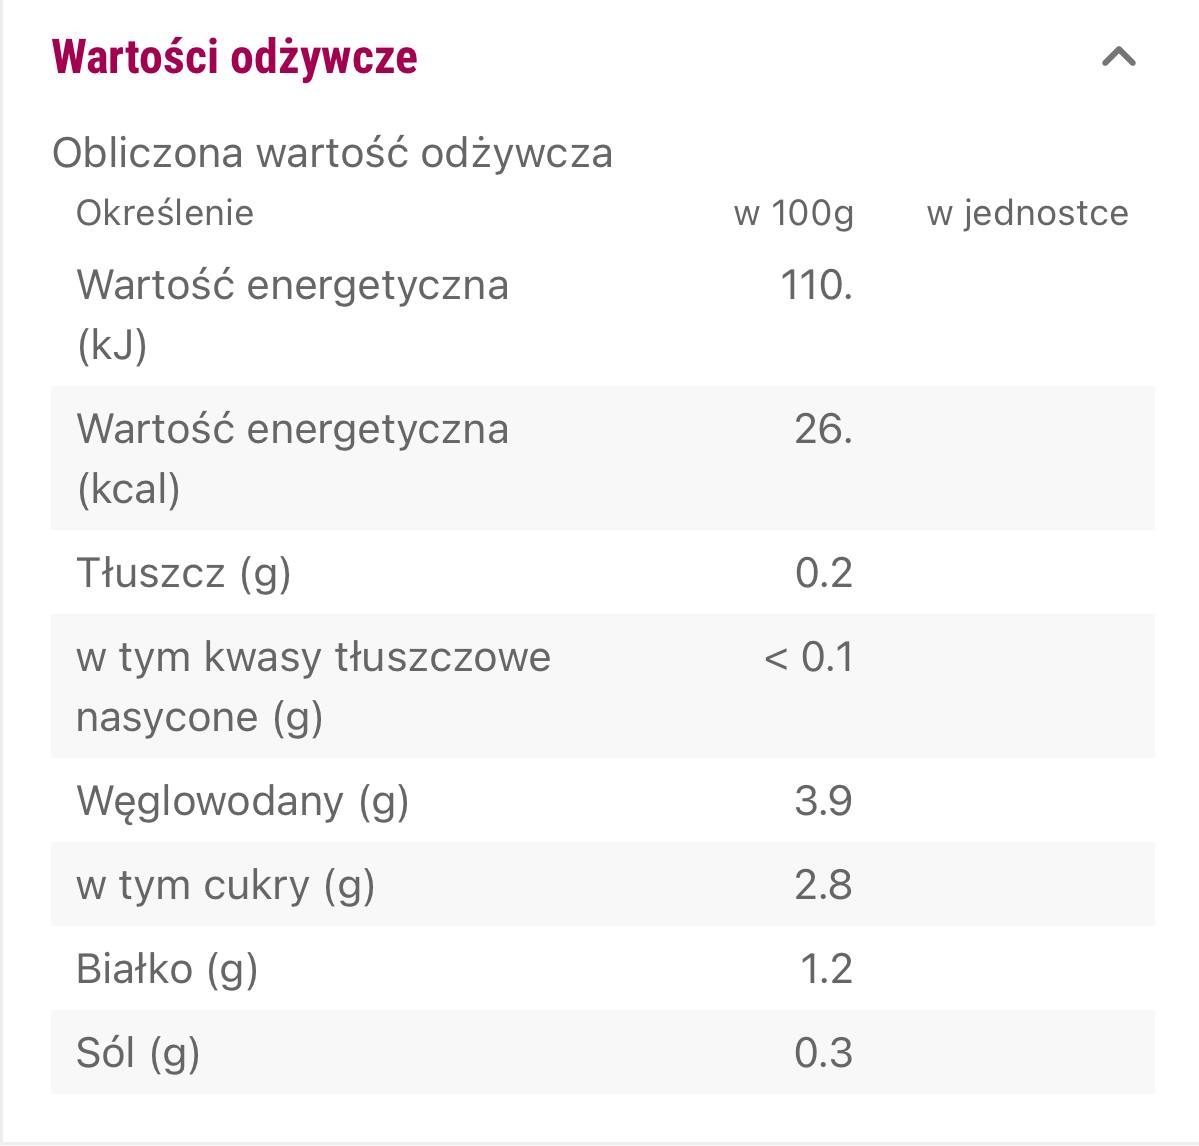 Wartości odżywcze
Obliczona wartość odżywcza
Określenie w 100g w jednostce
Wartość energetyczna 110.
(kJ)
Wartość energetyczna 26.
(kcal)
Tłuszcz (g) 0.2
w tym kwasy tłuszczowe < 0.1
nasycone (g)
Węglowodany (g) 3.9
w tym cukry (g) 2.8
Białko (g) 1.2
Sól (g) 0.3